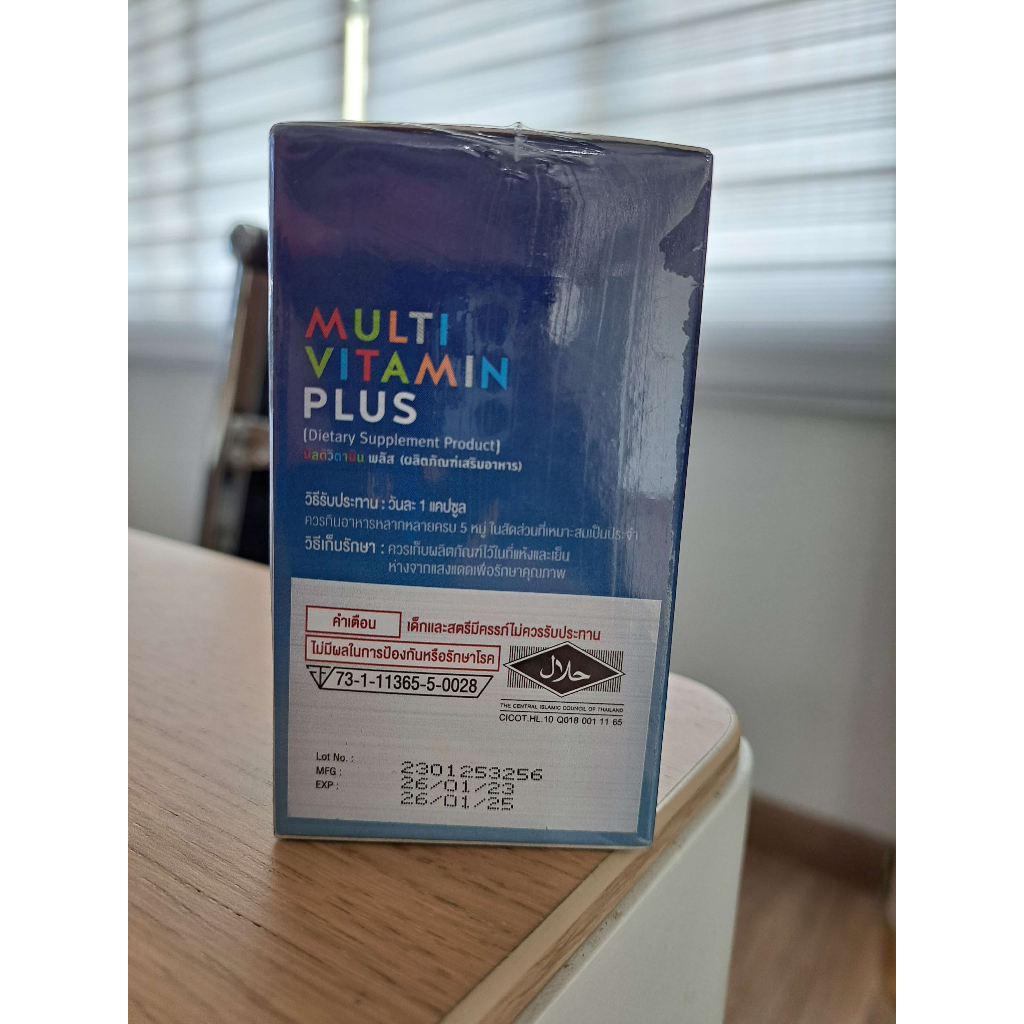 MULTI
VITAMIN
PLUS
(Dietary Supplement Product)
มัลติวิตามิน พลัส (ผลิตภัณฑ์เสริมอาหาร)
วิธีรับประทาน : วันละ 1 แคปซูล
ควรกินอาหารหลากหลายครบ 5 หมู่ ในสัดส่วนที่เหมาะสมเป็นประจำ
วิธีเก็บรักษา : ควรเก็บผลิตภัณฑ์ไว้ในที่แห้งและเย็น
ห่างจากแสงแดดเพื่อรักษาคุณภาพ
คำเตือน เด็กและสตรีมีครรภ์ไม่ควรรับประทาน
ไม่มีผลในการป้องกันหรือรักษาโรค
73-1-11365-5-0028
حلال
THE CENTRAL ISLAMIC COUNCIL OF THAILAND
CICOT.HL.10 Q018 001 11 65
Lot No. : 2301253256
MFG : 26/01/23
EXP : 26/01/25